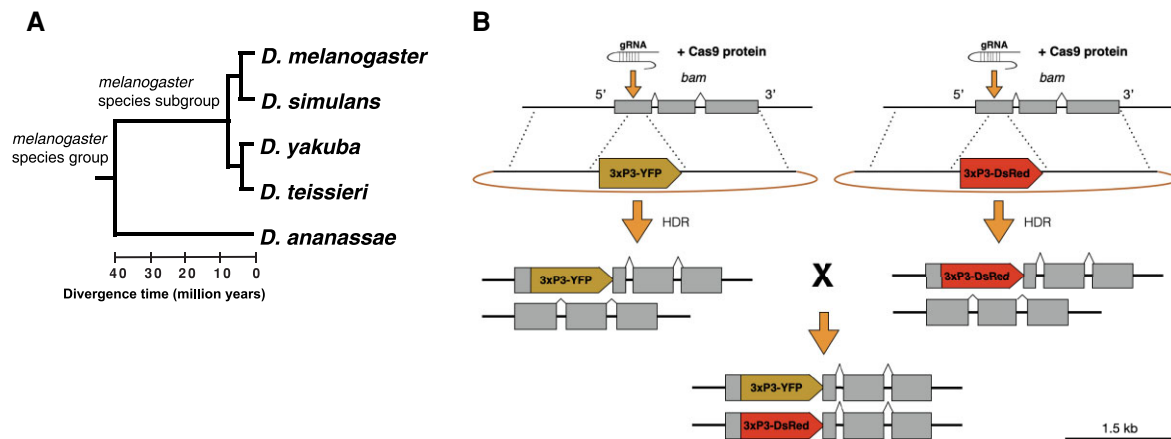 A
D. melanogaster
melanogaster
species subgroup
D. simulans
melanogaster
species group
D. yakuba
D. teissieri
D. ananassae
40 30 20 10 0
Divergence time (million years)
B
gRNA + Cas9 protein
bam
5’ 3’
3xP3-YFP
HDR
3xP3-YFP
gRNA + Cas9 protein
bam
5’ 3’
3xP3-DsRed
HDR
3xP3-DsRed
X
3xP3-YFP
3xP3-DsRed
1.5 kb